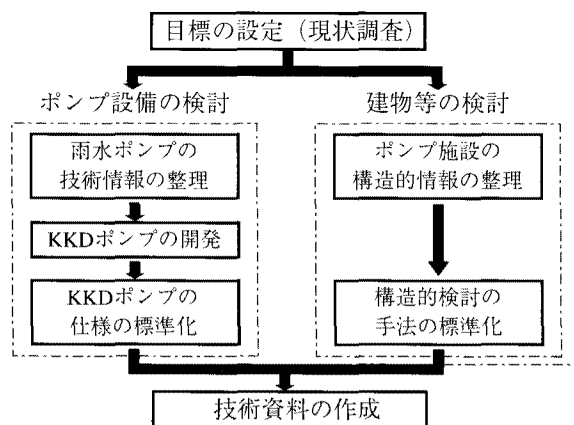 目標の設定（現状調査）
ポンプ設備の検討
雨水ポンプの
技術情報の整理
KKDポンプの開発
KKDポンプの
仕様の標準化
建物等の検討
ポンプ施設の
構造的情報の整理
構造的検討の
手法の標準化
技術資料の作成